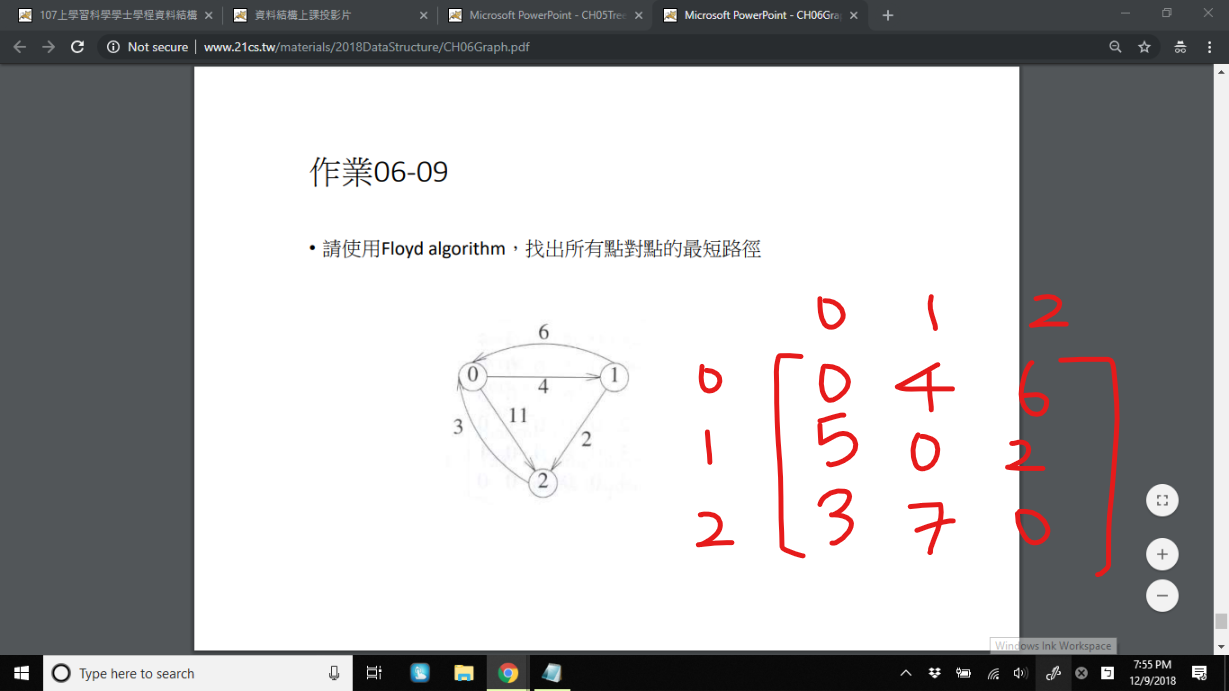 107上學習科學學士學程資料結構
資料結構上課投影片
Microsoft PowerPoint - CH05Tree
Microsoft PowerPoint - CH06Gra
Not secure | www.21cs.tw/materials/2018DataStructure/CH06Graph.pdf
作業06-09
• 請使用Floyd algorithm，找出所有點對點的最短路徑
6
0 1
4
11
3 2
2
0 1 2
0 0 4 6
1 5 0 2
2 3 7 0
Windows Ink Workspace
Type here to search
7:55 PM
12/9/2018